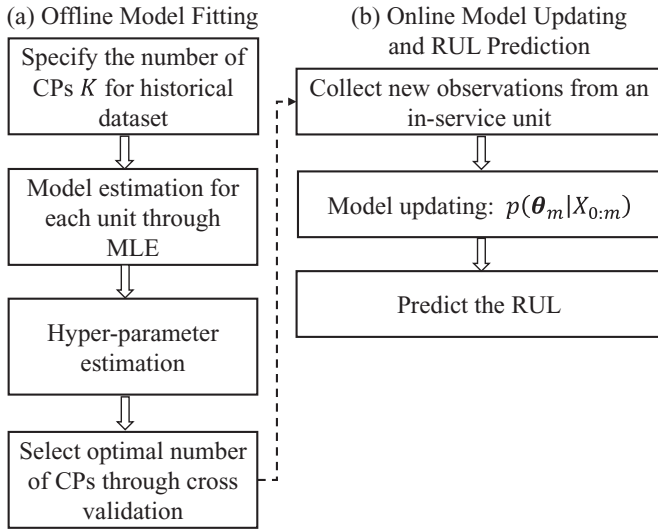 (a) Offline Model Fitting
Specify the number of
CPs K for historical
dataset
Model estimation for
each unit through
MLE
Hyper-parameter
estimation
Select optimal number
of CPs through cross
validation
(b) Online Model Updating
and RUL Prediction
Collect new observations from an
in-service unit
Model updating: p(θₘ|X₀:ₘ)
Predict the RUL